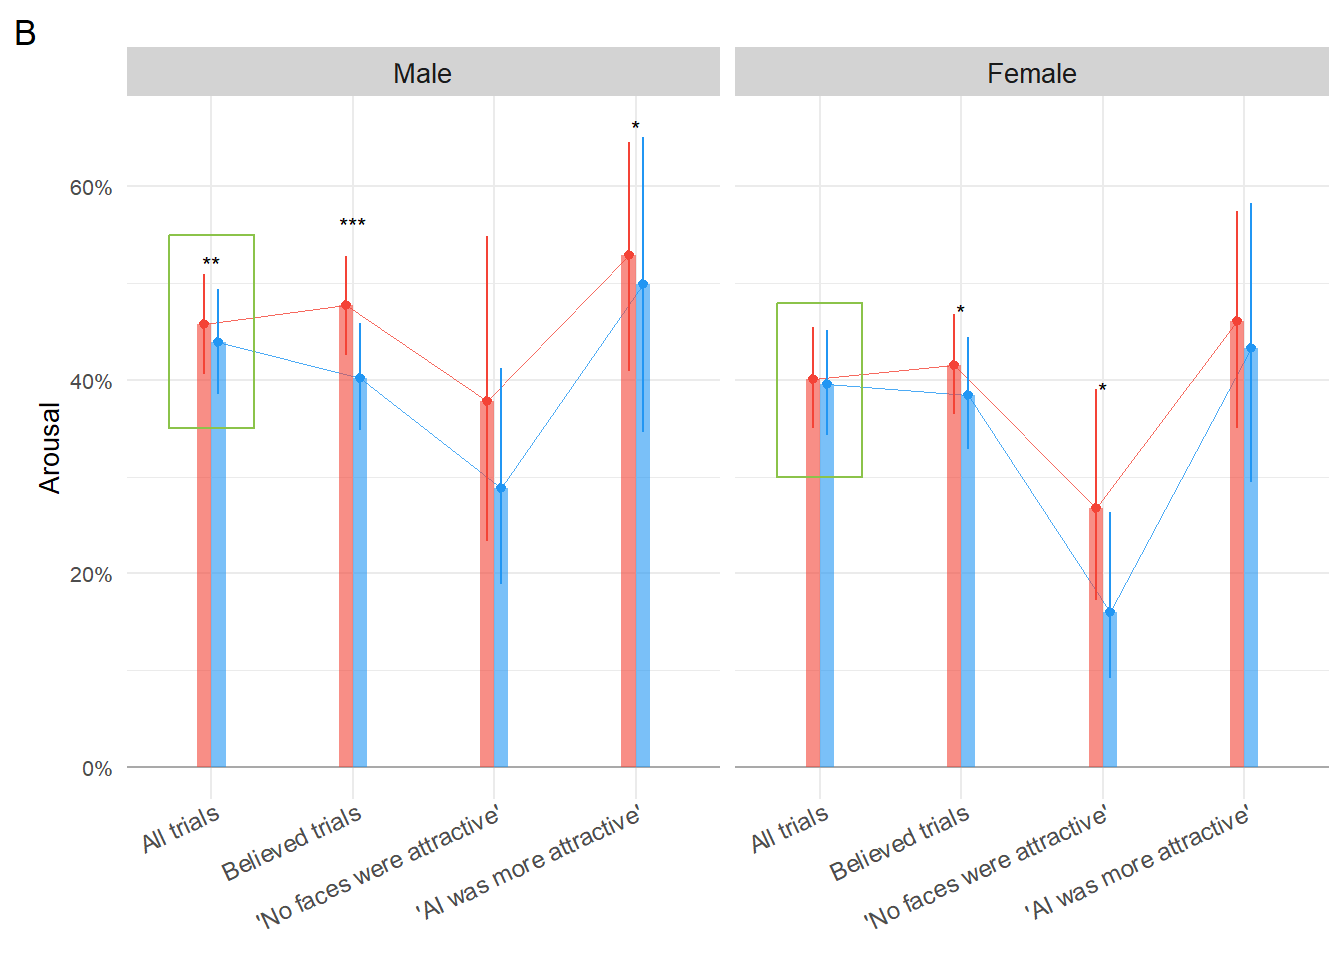 B
Male
Female
*
60%
***
**
*
*
40%
Arousal
20%
0%
All trials
Believed trials
'No faces were attractive'
'AI was more attractive'
All trials
Believed trials
'No faces were attractive'
'AI was more attractive'